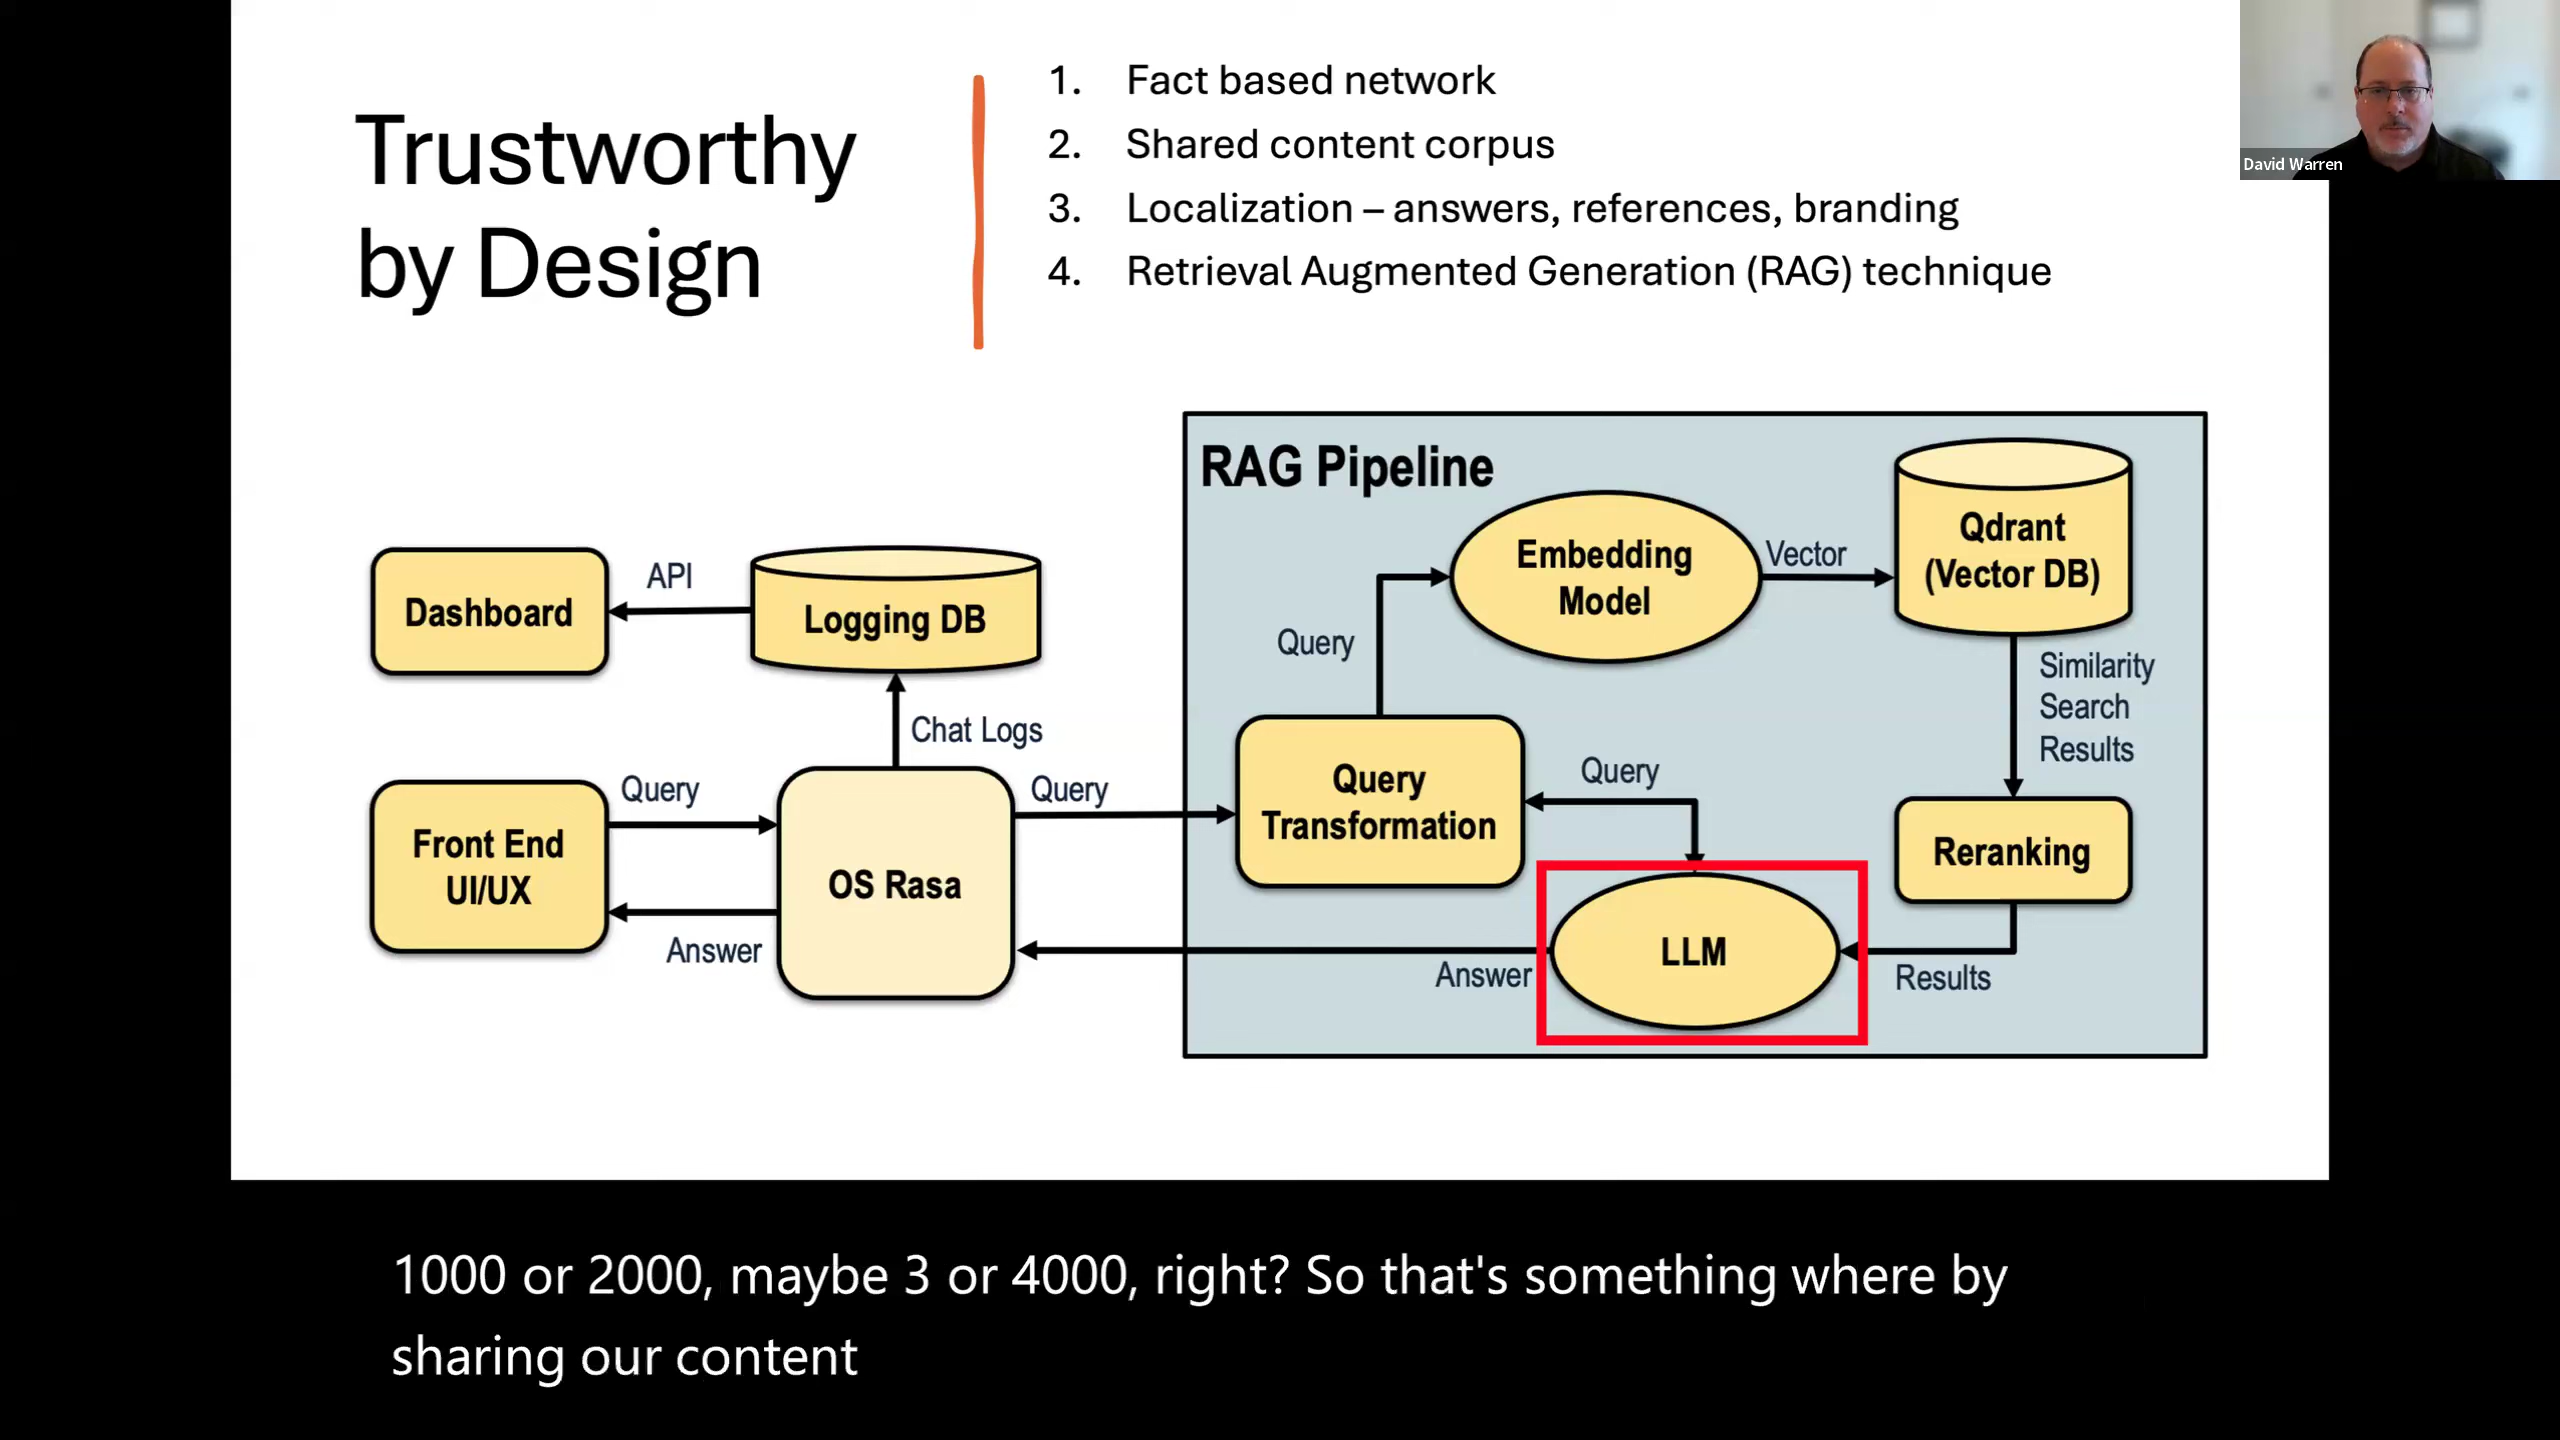 Trustworthy
by Design
1. Fact based network
2. Shared content corpus
3. Localization – answers, references, branding
4. Retrieval Augmented Generation (RAG) technique
David Warren
RAG Pipeline
Embedding
Model
Vector
Qdrant
(Vector DB)
Dashboard
API
Logging DB
Query
Similarity
Search
Results
Chat Logs
Query
Transformation
Query
Front End
UI/UX
Query
OS Rasa
Query
Reranking
Answer
Answer
LLM
Results
1000 or 2000, maybe 3 or 4000, right? So that's something where by
sharing our content